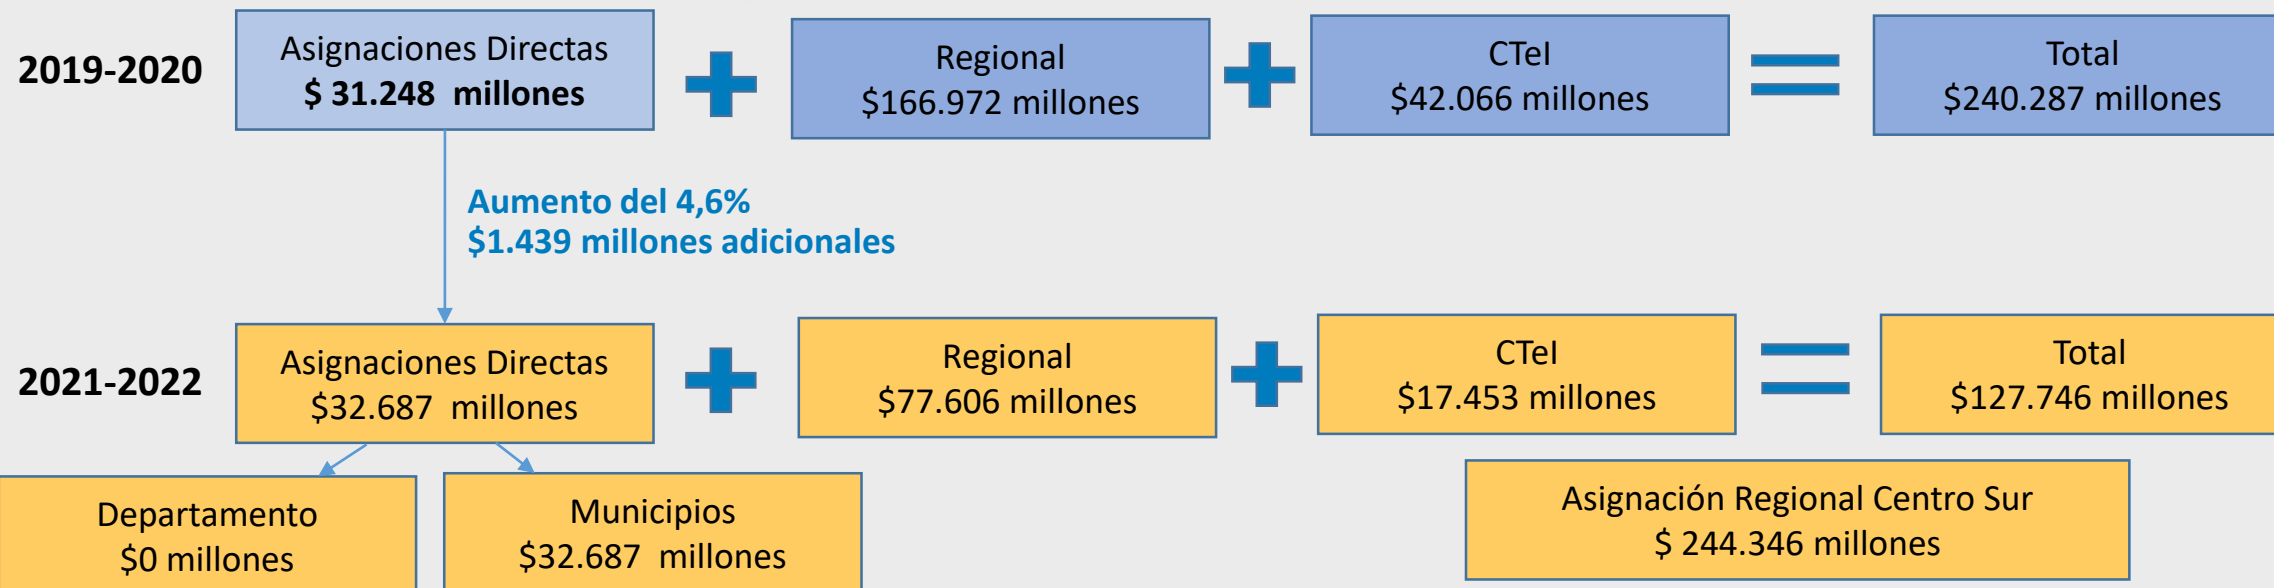 2019-2020
Asignaciones Directas
$ 31.248 millones
Regional
$166.972 millones
CTeI
$42.066 millones
Total
$240.287 millones
Aumento del 4,6%
$1.439 millones adicionales
2021-2022
Asignaciones Directas
$32.687 millones
Regional
$77.606 millones
CTeI
$17.453 millones
Total
$127.746 millones
Departamento
$0 millones
Municipios
$32.687 millones
Asignación Regional Centro Sur
$ 244.346 millones